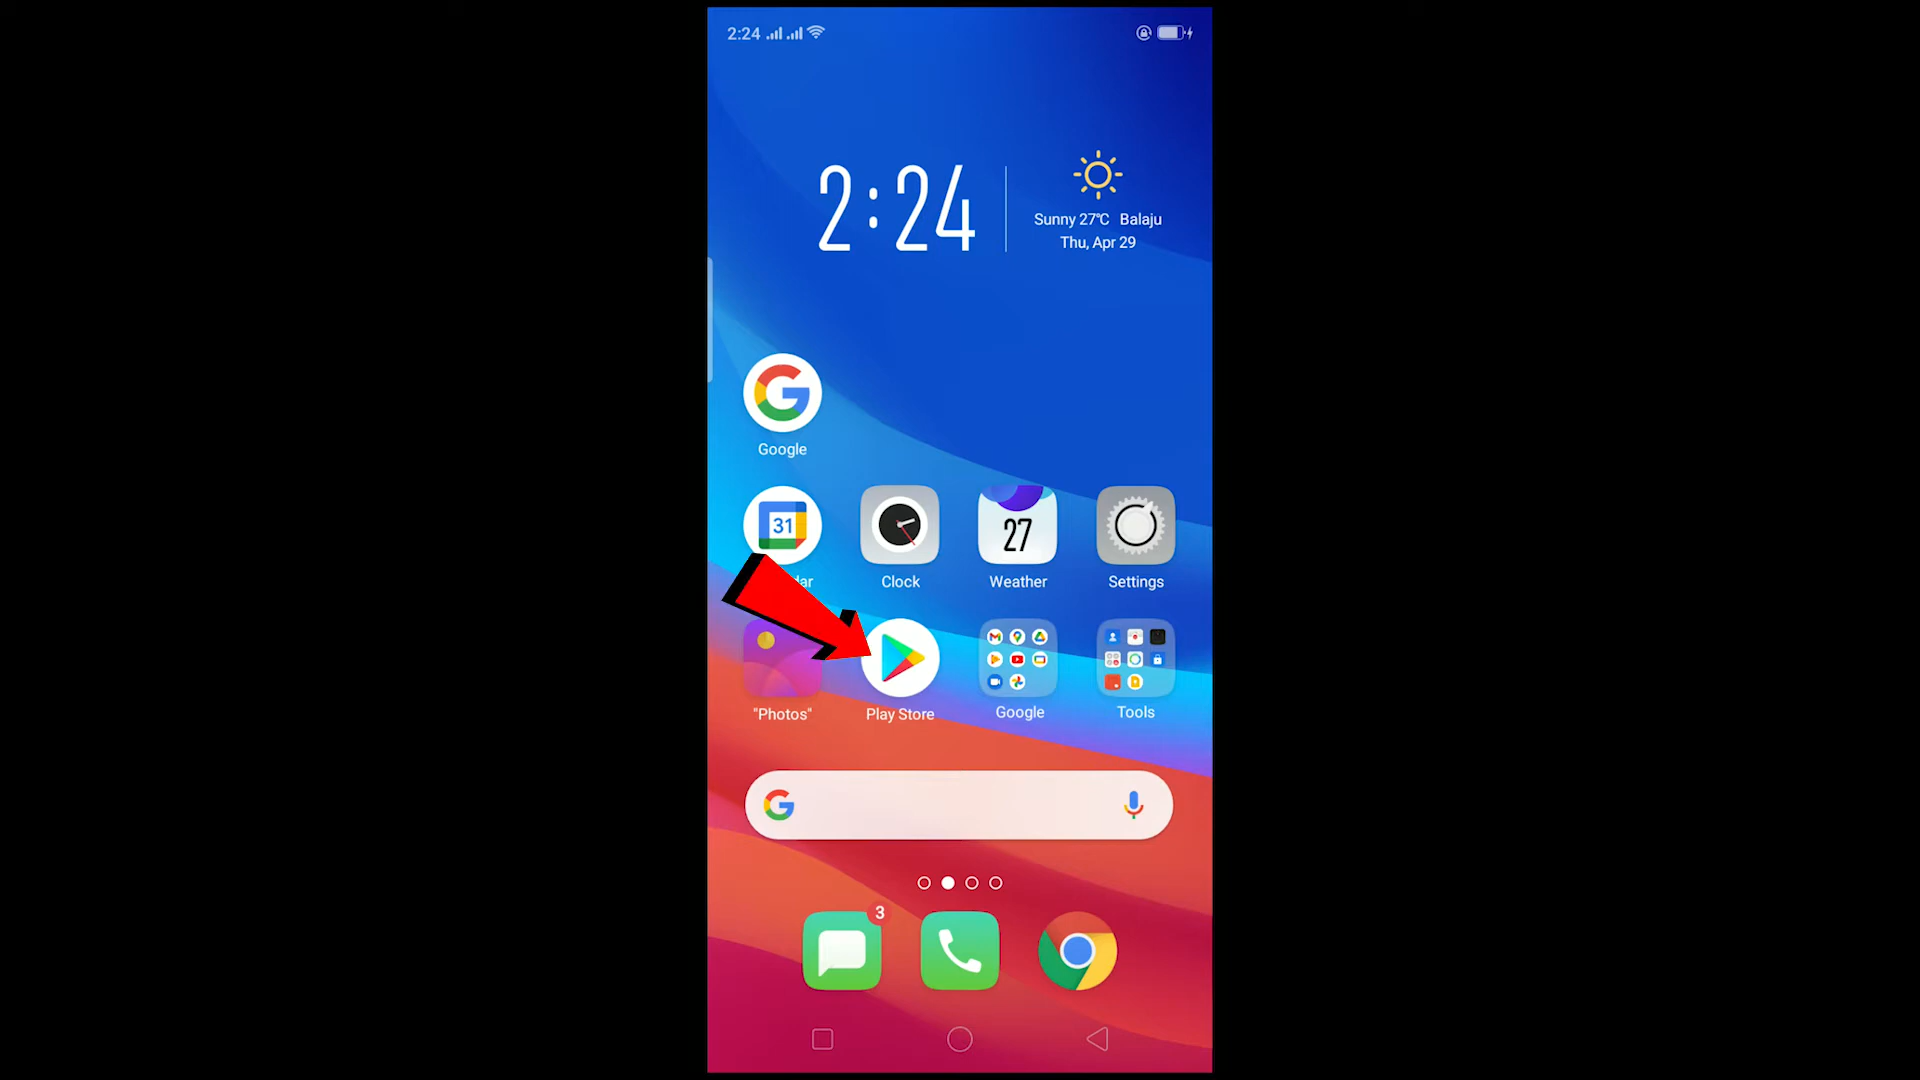 2:24
2:24
Sunny 27°C Balaju
Thu, Apr 29
Google
31
27
Clock
Weather
Settings
"Photos"
Play Store
Google
Tools
3